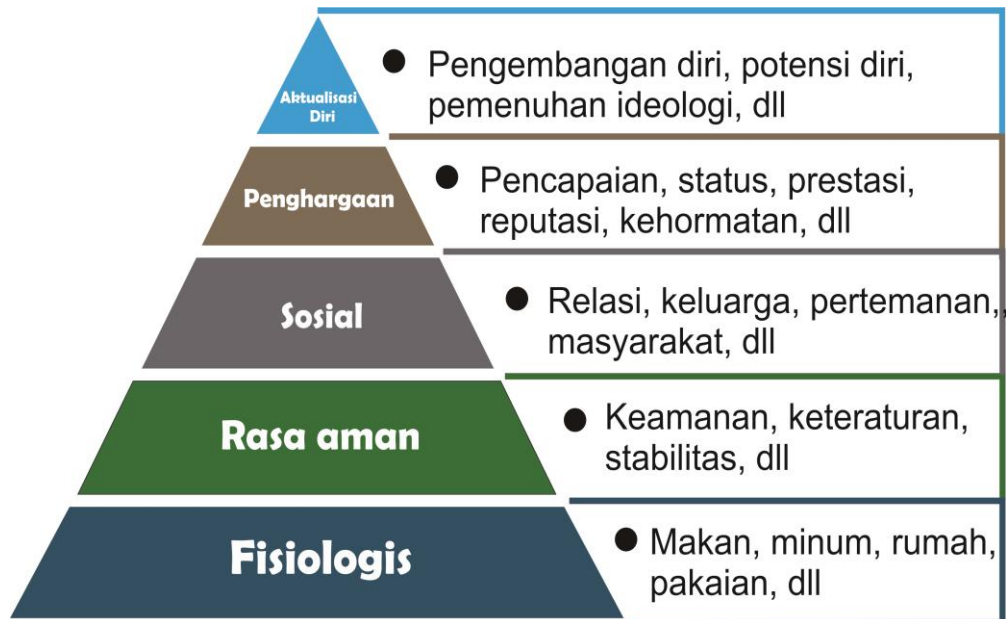 Aktualisasi
Diri
● Pengembangan diri, potensi diri,
pemenuhan ideologi, dll
Penghargaan
● Pencapaian, status, prestasi,
reputasi, kehormatan, dll
Sosial
● Relasi, keluarga, pertemanan,,
masyarakat, dll
Rasa aman
● Keamanan, keteraturan,
stabilitas, dll
Fisiologis
● Makan, minum, rumah,
pakaian, dll